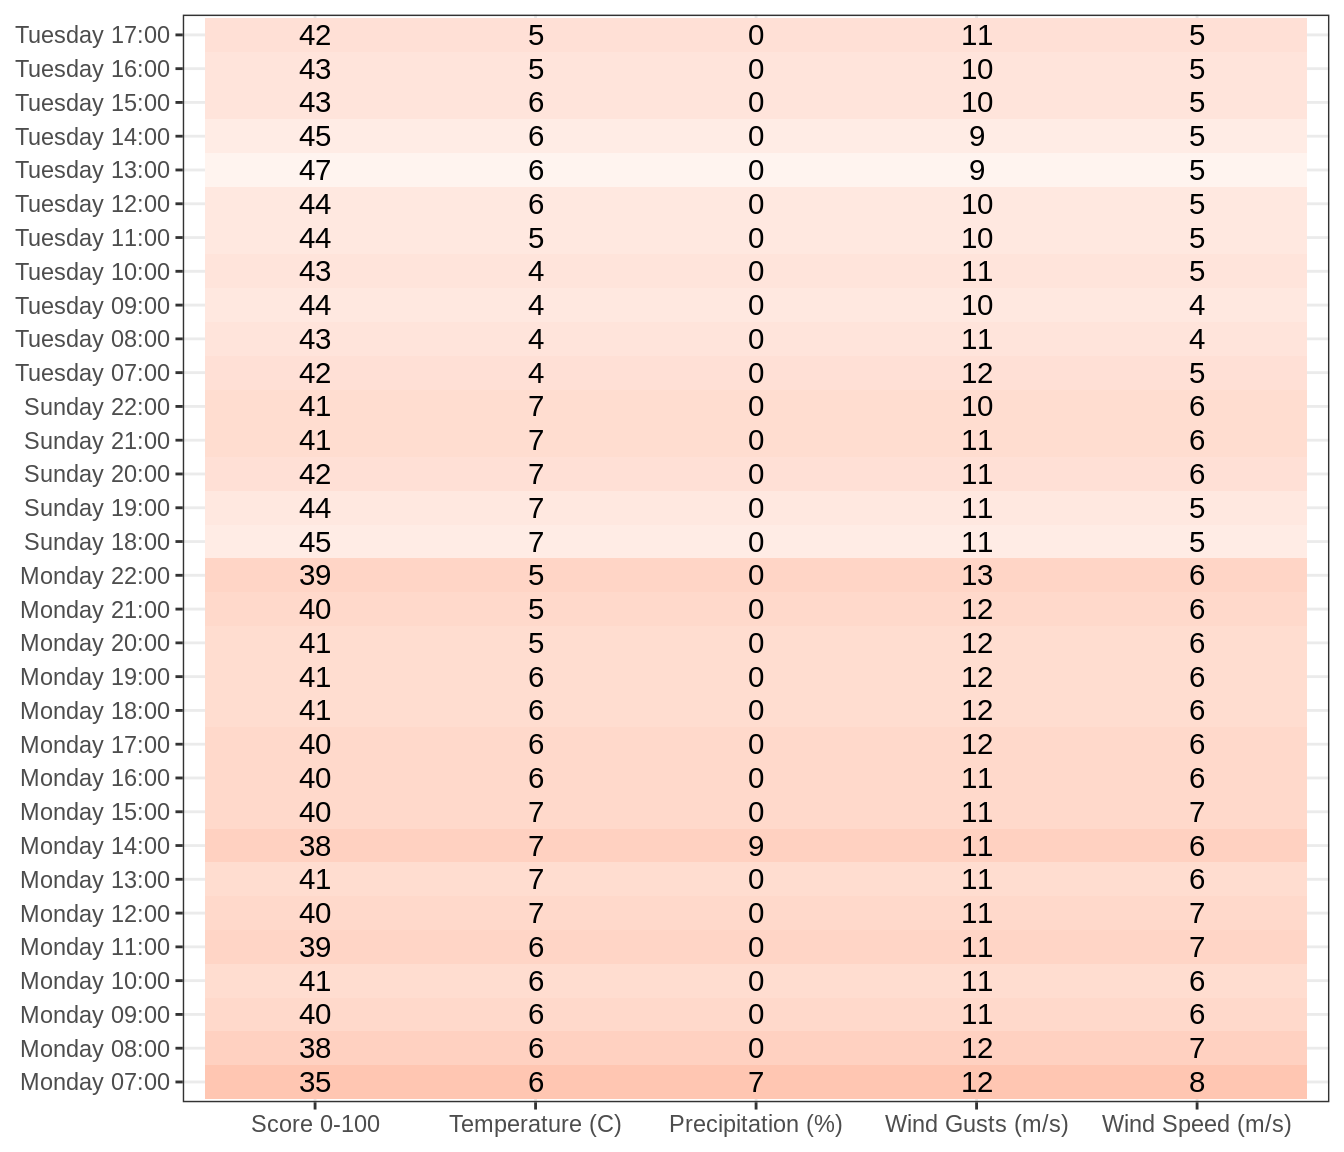 Tuesday 17:00 42 5 0 11 5
Tuesday 16:00 43 5 0 10 5
Tuesday 15:00 43 6 0 10 5
Tuesday 14:00 45 6 0 9 5
Tuesday 13:00 47 6 0 9 5
Tuesday 12:00 44 6 0 10 5
Tuesday 11:00 44 5 0 10 5
Tuesday 10:00 43 4 0 11 5
Tuesday 09:00 44 4 0 10 4
Tuesday 08:00 43 4 0 11 4
Tuesday 07:00 42 4 0 12 5
Sunday 22:00 41 7 0 10 6
Sunday 21:00 41 7 0 11 6
Sunday 20:00 42 7 0 11 6
Sunday 19:00 44 7 0 11 5
Sunday 18:00 45 7 0 11 5
Monday 22:00 39 5 0 13 6
Monday 21:00 40 5 0 12 6
Monday 20:00 41 5 0 12 6
Monday 19:00 41 6 0 12 6
Monday 18:00 41 6 0 12 6
Monday 17:00 40 6 0 12 6
Monday 16:00 40 6 0 11 6
Monday 15:00 40 7 0 11 7
Monday 14:00 38 7 9 11 6
Monday 13:00 41 7 0 11 6
Monday 12:00 40 7 0 11 7
Monday 11:00 39 6 0 11 7
Monday 10:00 41 6 0 11 6
Monday 09:00 40 6 0 11 6
Monday 08:00 38 6 0 12 7
Monday 07:00 35 6 7 12 8
Score 0-100 Temperature (C) Precipitation (%) Wind Gusts (m/s) Wind Speed (m/s)